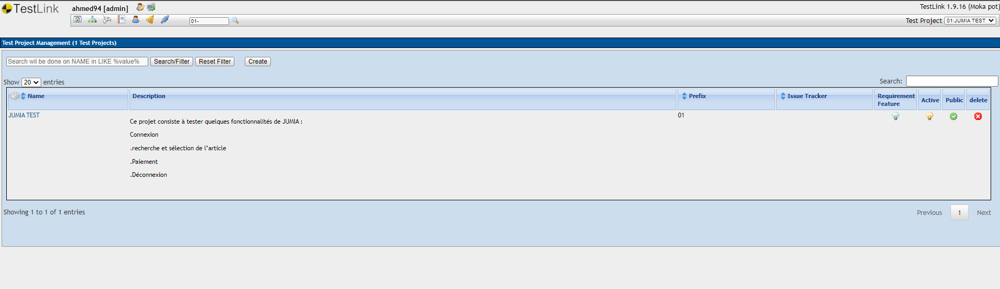 TestLink
ahmed94 [admin]
TestLink 1.9.16 (Moka pot)
01-
Test Project 01:JUMIA TEST
Test Project Management (1 Test Projects)
Search wil be done on NAME in LIKE %value% Search/Filter Reset Filter Create
Show 20 entries
Search:
Name Description Prefix Issue Tracker Requirement Feature Active Public delete
JUMIA TEST
Ce projet consiste à tester quelques fonctionnalités de JUMIA :
Connexion
.recherche et sélection de l’article
.Paiement
.Déconnexion
01
Showing 1 to 1 of 1 entries
Previous 1 Next